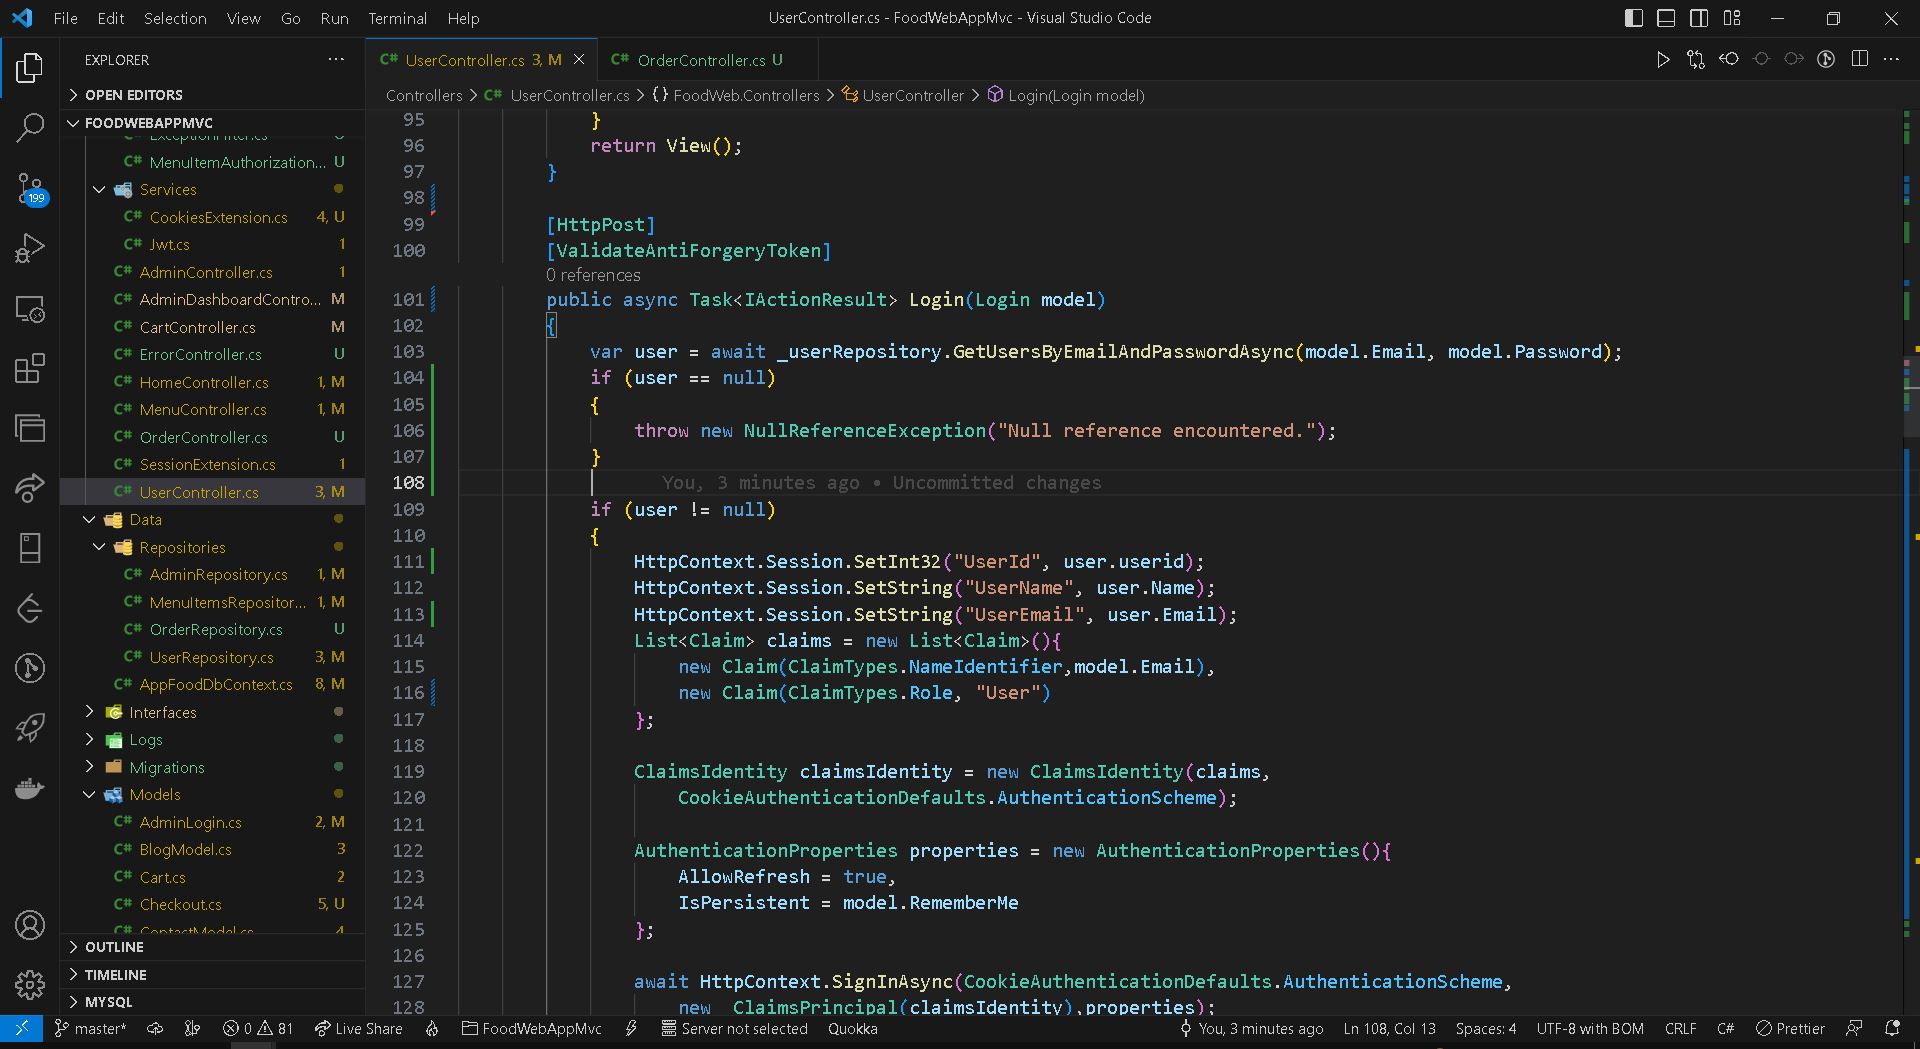 File Edit Selection View Go Run Terminal Help
UserController.cs - FoodWebAppMvc - Visual Studio Code
EXPLORER
OPEN EDITORS
FOODWEBAPPMVC
ExceptionFilter.cs U
C# MenuItemAuthorization... U
Services
C# CookiesExtension.cs 4, U
C# Jwt.cs 1
C# AdminController.cs 1
C# AdminDashboardContro... M
C# CartController.cs M
C# ErrorController.cs U
C# HomeController.cs 1, M
C# MenuController.cs 1, M
C# OrderController.cs U
C# SessionExtension.cs 1
C# UserController.cs 3, M
Data
Repositories
C# AdminRepository.cs 1, M
C# MenuItemsRepositor... 1, M
C# OrderRepository.cs U
C# UserRepository.cs 3, M
C# AppFoodDbContext.cs 8, M
Interfaces
Logs
Migrations
Models
C# AdminLogin.cs 2, M
C# BlogModel.cs 3
C# Cart.cs 2
C# Checkout.cs 5, U
C# ContactModel.cs 4
OUTLINE
TIMELINE
MYSQL
199
C# UserController.cs 3, M
C# OrderController.cs U
Controllers > C# UserController.cs > {} FoodWeb.Controllers > UserController > Login(Login model)
95 }
96 return View();
97 }
98
99 [HttpPost]
100 [ValidateAntiForgeryToken]
0 references
101 public async Task<IActionResult> Login(Login model)
102 {
103 var user = await _userRepository.GetUsersByEmailAndPasswordAsync(model.Email, model.Password);
104 if (user == null)
105 {
106 throw new NullReferenceException("Null reference encountered.");
107 }
108 You, 3 minutes ago • Uncommitted changes
109 if (user != null)
110 {
111 HttpContext.Session.SetInt32("UserId", user.userid);
112 HttpContext.Session.SetString("UserName", user.Name);
113 HttpContext.Session.SetString("UserEmail", user.Email);
114 List<Claim> claims = new List<Claim>(){
115 new Claim(ClaimTypes.NameIdentifier,model.Email),
116 new Claim(ClaimTypes.Role, "User")
117 };
118
119 ClaimsIdentity claimsIdentity = new ClaimsIdentity(claims,
120 CookieAuthenticationDefaults.AuthenticationScheme);
121
122 AuthenticationProperties properties = new AuthenticationProperties(){
123 AllowRefresh = true,
124 IsPersistent = model.RememberMe
125 };
126
127 await HttpContext.SignInAsync(CookieAuthenticationDefaults.AuthenticationScheme,
128 new ClaimsPrincipal(claimsIdentity),properties);
master* 0 81 Live Share FoodWebAppMvc Server not selected Quokka You, 3 minutes ago Ln 108, Col 13 Spaces: 4 UTF-8 with BOM CRLF C# Prettier